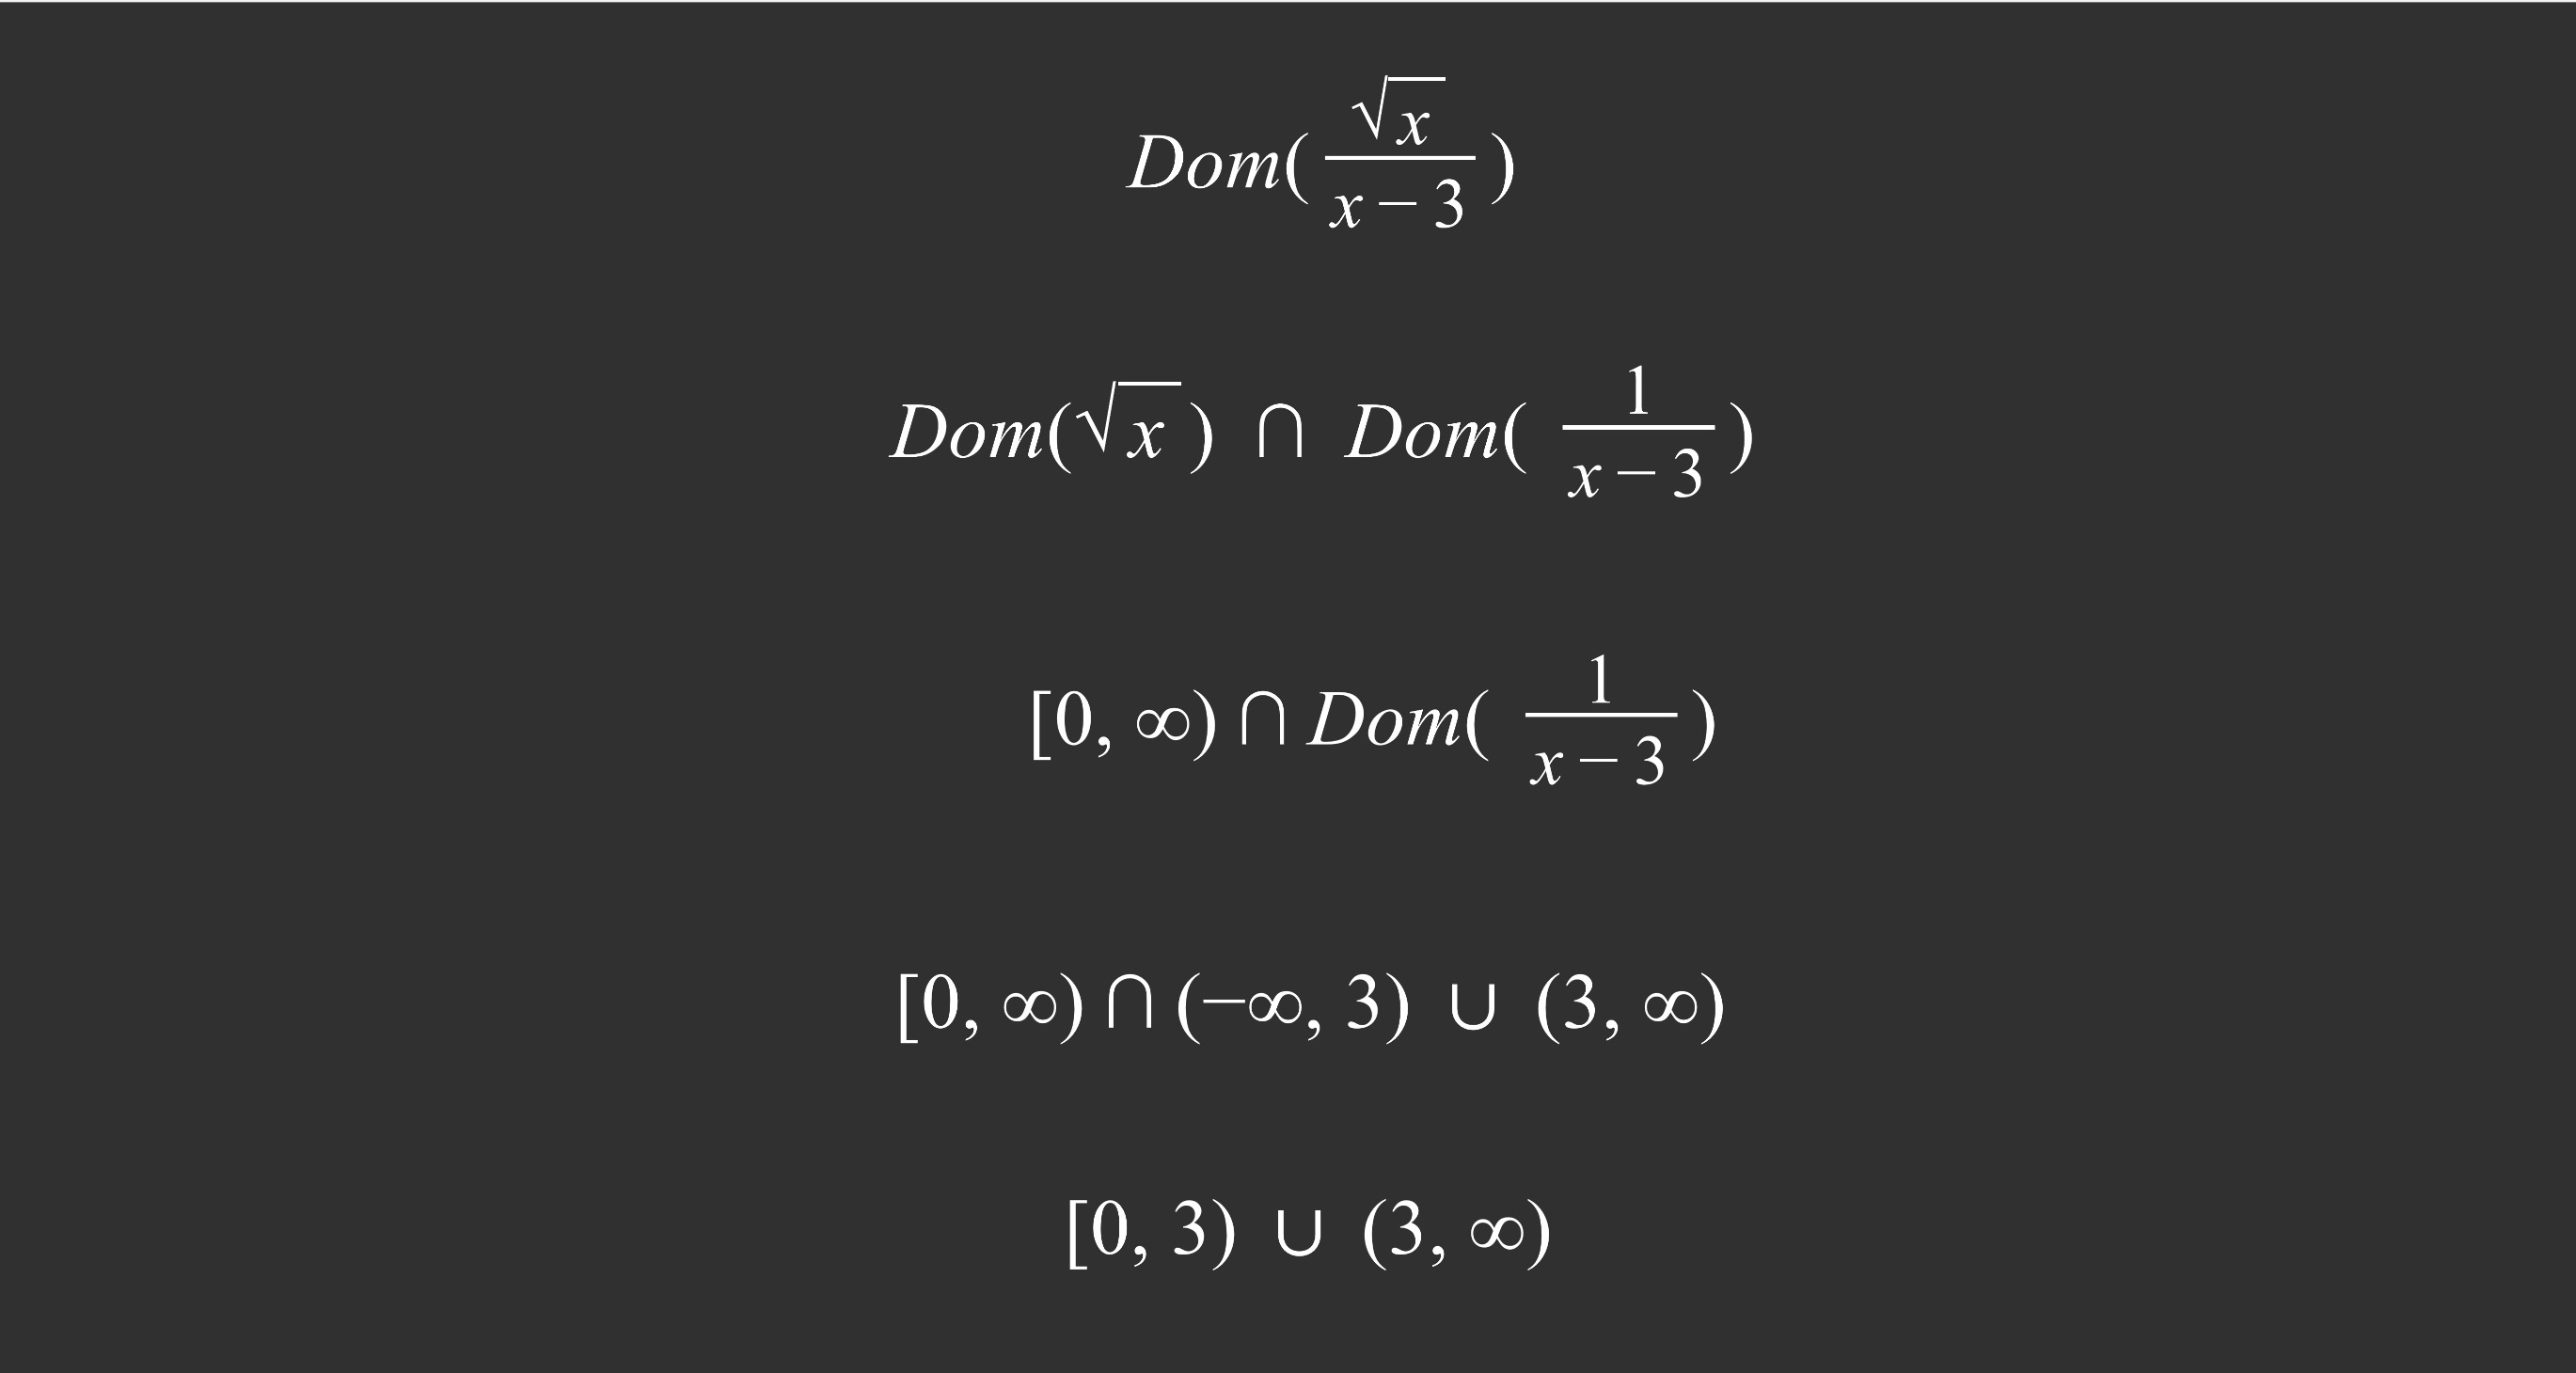 Dom(√x/(x − 3))
Dom(√x) ∩ Dom(1/(x − 3))
[0, ∞) ∩ Dom(1/(x − 3))
[0, ∞) ∩ (−∞, 3) ∪ (3, ∞)
[0, 3) ∪ (3, ∞)